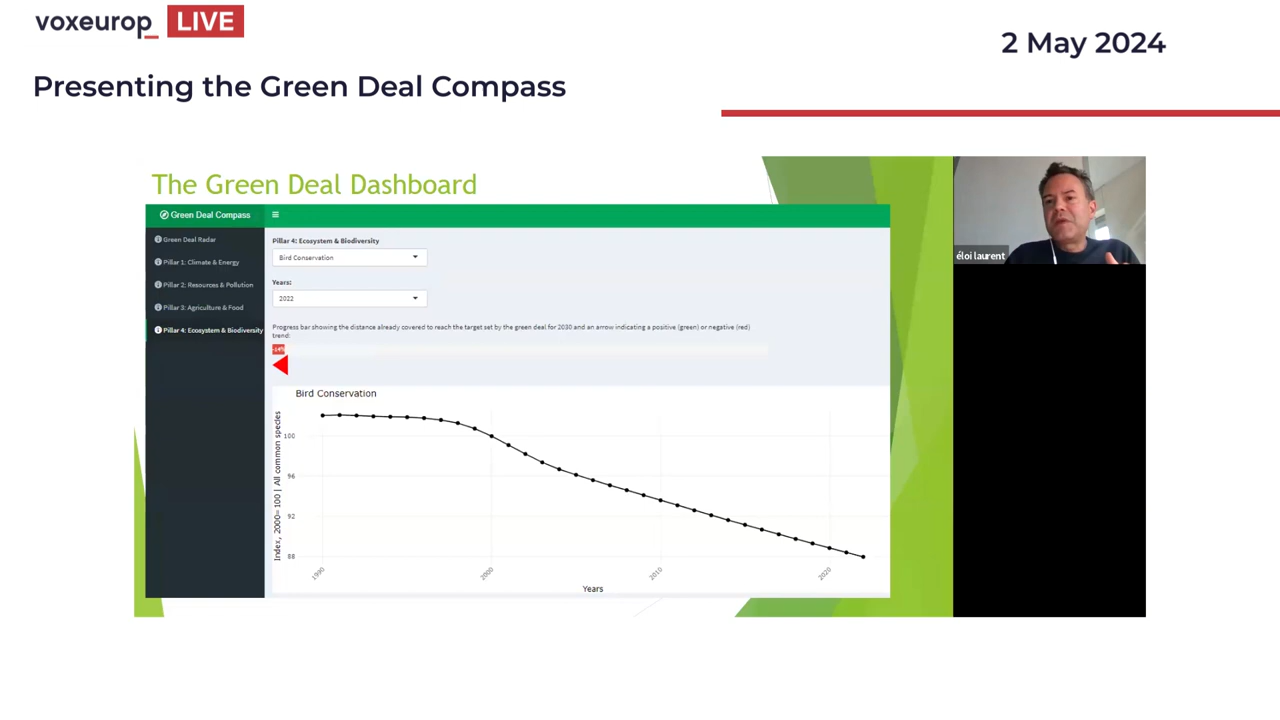 voxeurop_ LIVE
2 May 2024
Presenting the Green Deal Compass
The Green Deal Dashboard
Green Deal Compass
Green Deal Radar
Pillar 1: Climate & Energy
Pillar 2: Resources & Pollution
Pillar 3: Agriculture & Food
Pillar 4: Ecosystem & Biodiversity
Pillar 4: Ecosystem & Biodiversity
Bird Conservation
Years:
2022
Progress bar showing the distance already covered to reach the target set by the green deal for 2030 and an arrow indicating a positive (green) or negative (red)
trend:
-14%
Bird Conservation
Index, 2000= 100 | All common species
100
96
92
88
1990
2000
2010
2020
Years
éloi laurent